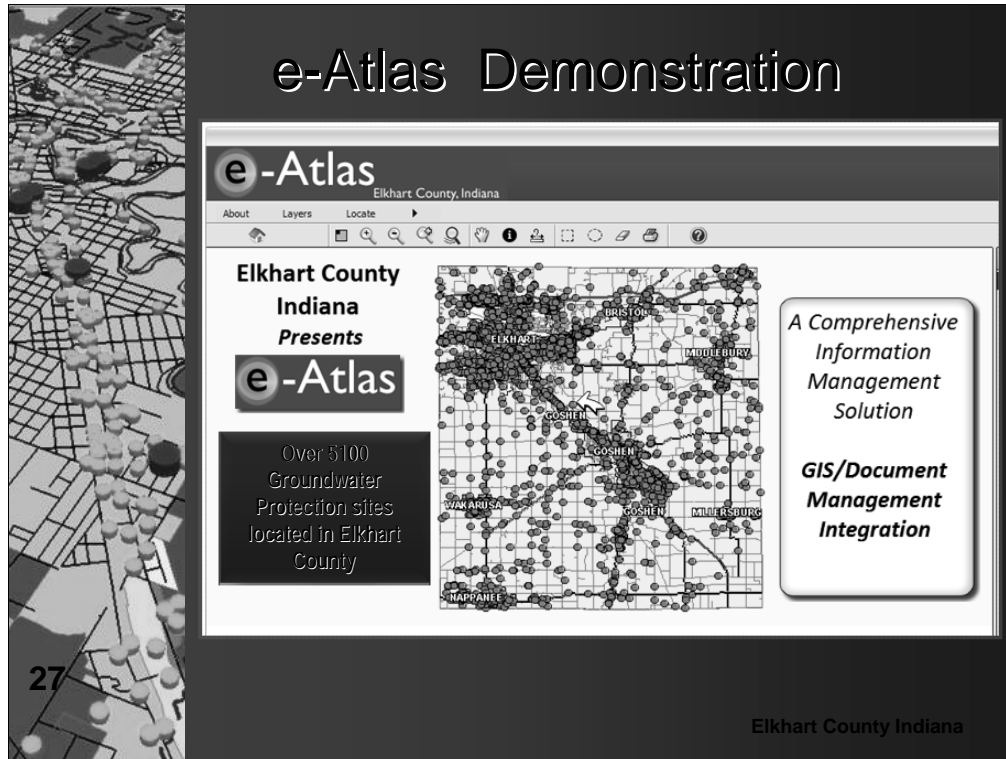 e-Atlas Demonstration
e-Atlas
Elkhart County, Indiana
About Layers Locate
Elkhart County
Indiana
Presents
e-Atlas
Over 5100
Groundwater
Protection sites
located in Elkhart
County
BRISTOL
ELKHART
MIDDLEBURY
GOSHEN
GOSHEN
WAKARUSA
GOSHEN
MILLERSBURG
NAPPANEE
A Comprehensive
Information
Management
Solution
GIS/Document
Management
Integration
27
Elkhart County Indiana